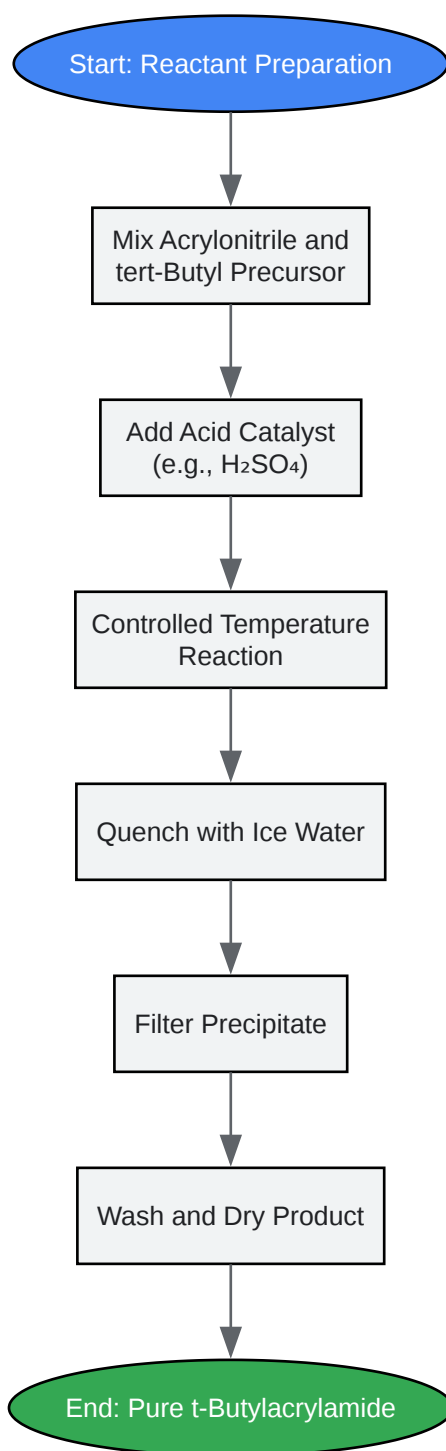 Start: Reactant Preparation
Mix Acrylonitrile and
tert-Butyl Precursor
Add Acid Catalyst
(e.g., H₂SO₄)
Controlled Temperature
Reaction
Quench with Ice Water
Filter Precipitate
Wash and Dry Product
End: Pure t-Butylacrylamide